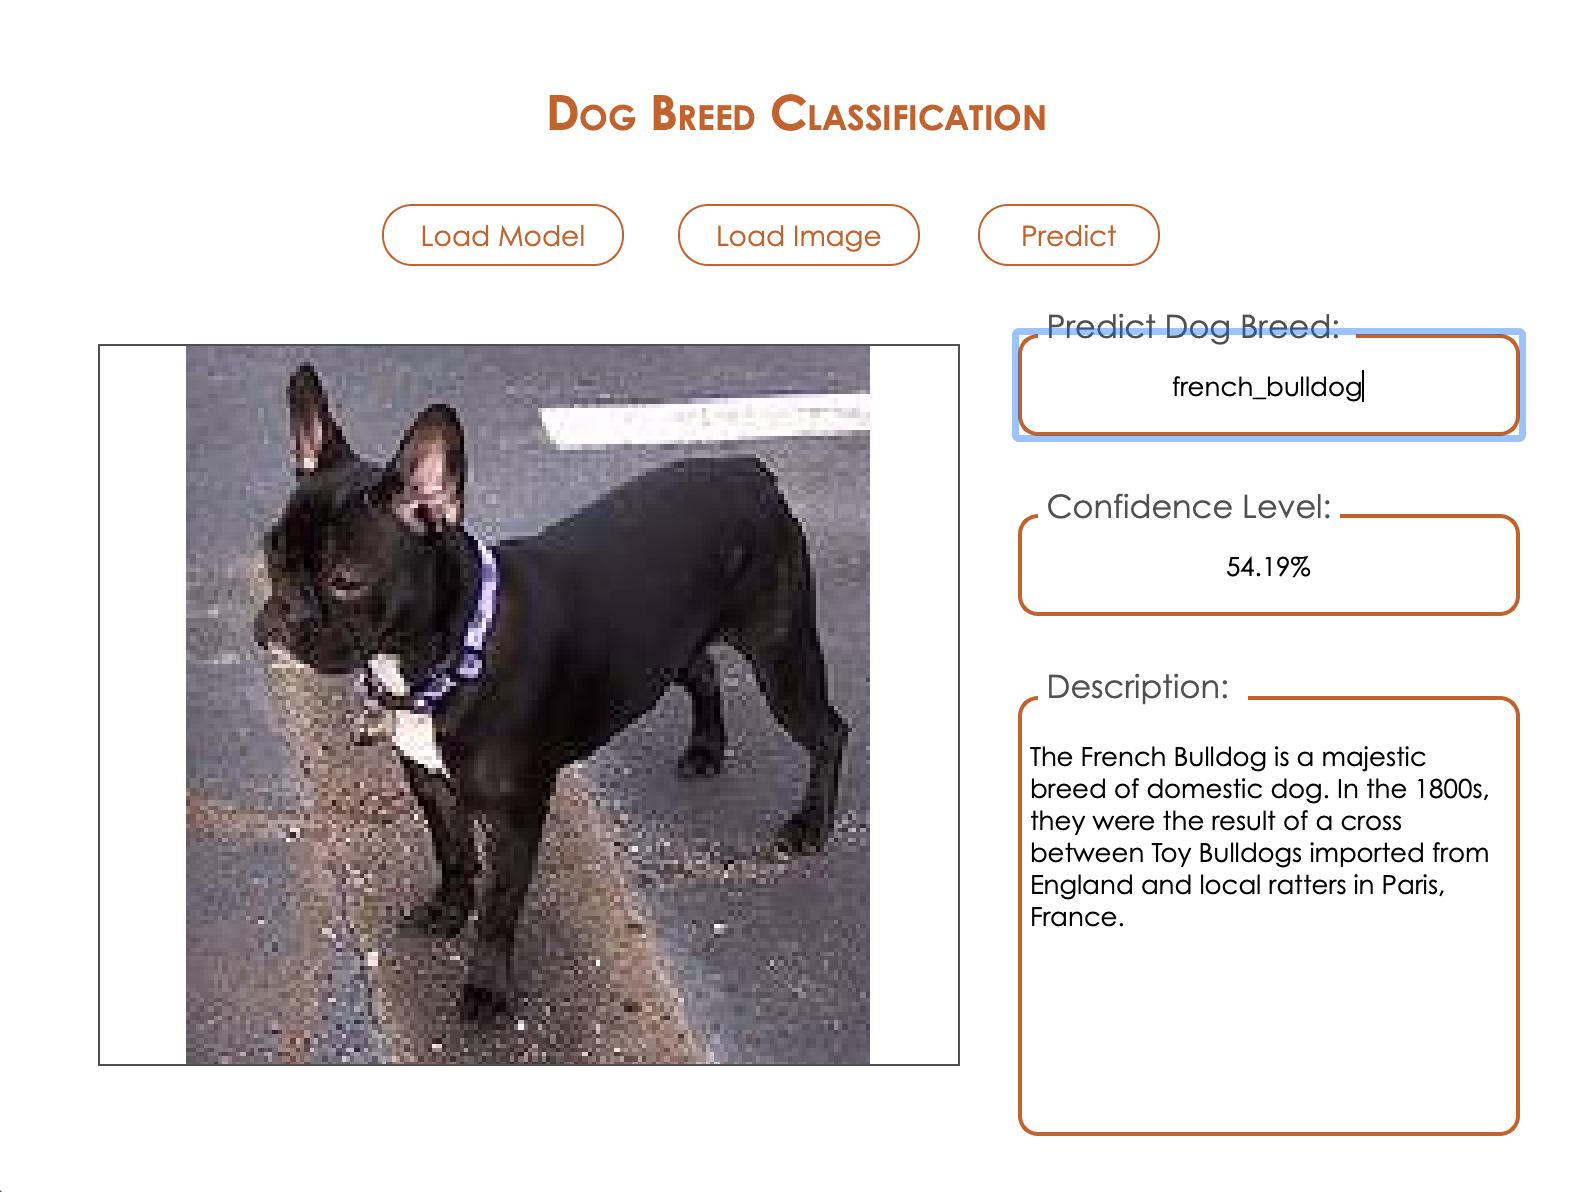 Dog Breed Classification
Load Model
Load Image
Predict
Predict Dog Breed:
french_bulldog
Confidence Level:
54.19%
Description:
The French Bulldog is a majestic
breed of domestic dog. In the 1800s,
they were the result of a cross
between Toy Bulldogs imported from
England and local ratters in Paris,
France.